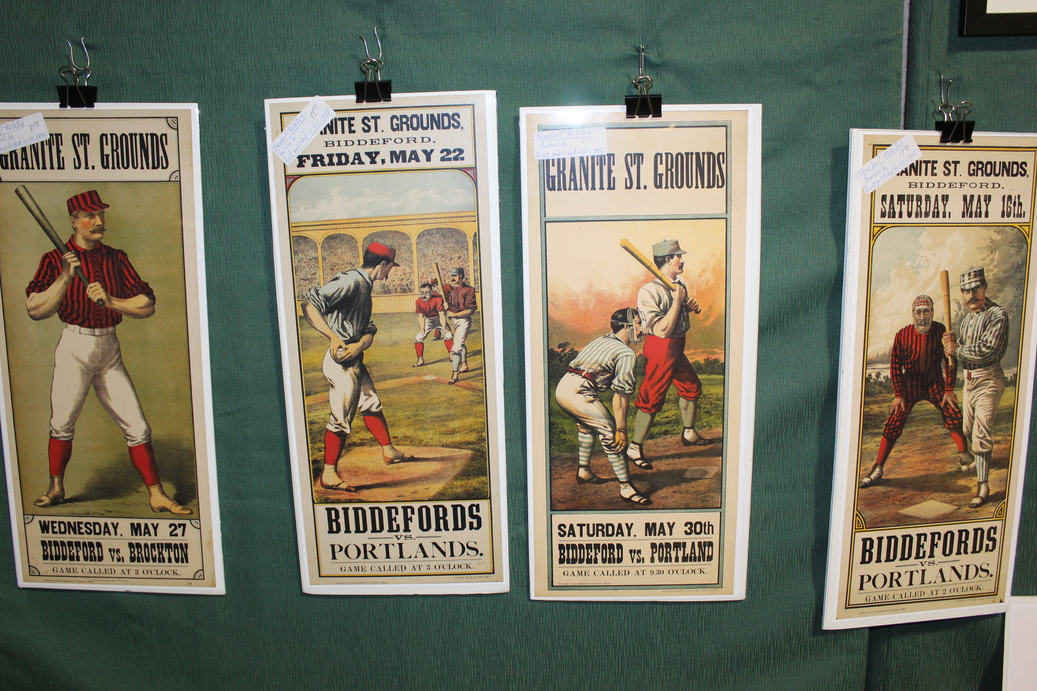 GRANITE ST. GROUNDS
WEDNESDAY, MAY 27
BIDDEFORD VS. BROCKTON
GAME CALLED AT 3 O'CLOCK.
NITE ST. GROUNDS,
BIDDEFORD.
FRIDAY, MAY 22
BIDDEFORDS
VS.
PORTLANDS.
GAME CALLED AT 3 O'CLOCK.
GRANITE ST. GROUNDS
SATURDAY, MAY 30th
BIDDEFORD VS. PORTLAND
GAME CALLED AT 9.30 O'CLOCK.
ANITE ST. GROUNDS,
BIDDEFORD.
SATURDAY, MAY 16th.
BIDDEFORDS
VS.
PORTLANDS.
GAME CALLED AT 2 O'CLOCK.